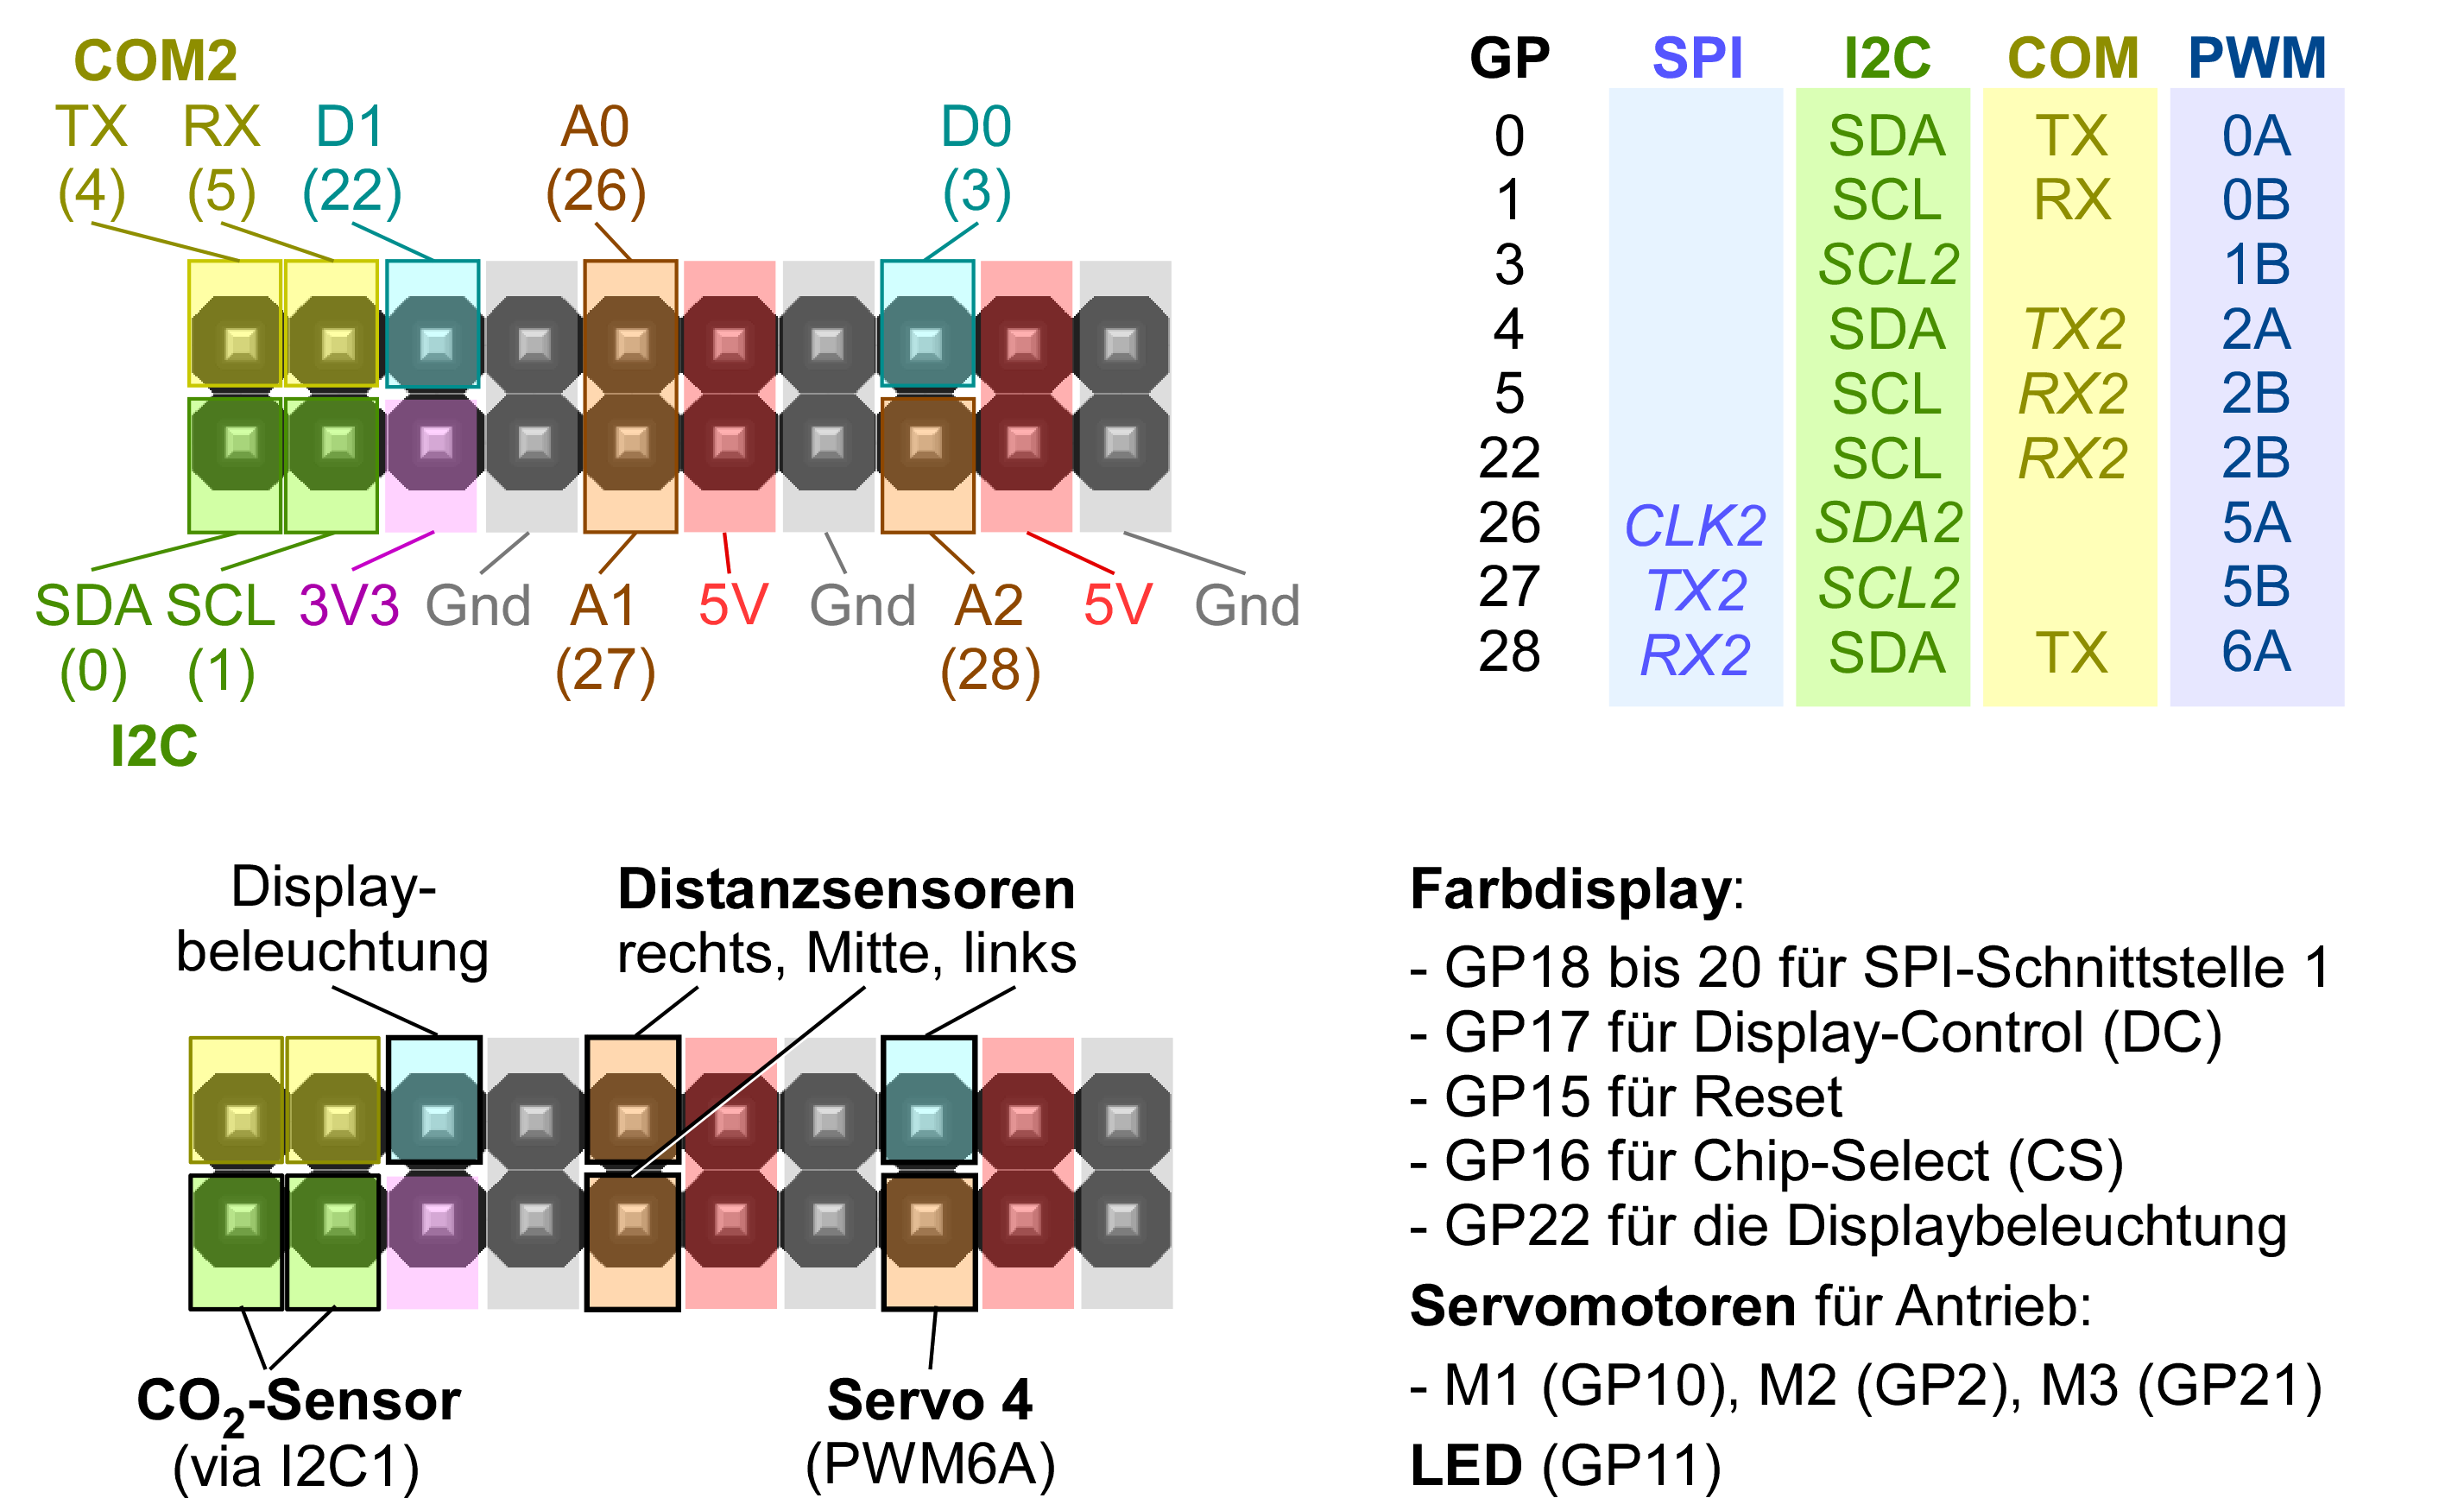 COM2
TX RX D1 A0 D0
(4) (5) (22) (26) (3)
SDA SCL 3V3 Gnd A1 5V Gnd A2 5V Gnd
(0) (1) (27) (28)
I2C
GP SPI I2C COM PWM
0 SDA TX 0A
1 SCL RX 0B
3 SCL2 1B
4 SDA TX2 2A
5 SCL RX2 2B
22 SCL RX2 2B
26 CLK2 SDA2 5A
27 TX2 SCL2 5B
28 RX2 SDA TX 6A
Display-
beleuchtung
Distanzsensoren
rechts, Mitte, links
CO2-Sensor
(via I2C1)
Servo 4
(PWM6A)
Farbdisplay:
- GP18 bis 20 für SPI-Schnittstelle 1
- GP17 für Display-Control (DC)
- GP15 für Reset
- GP16 für Chip-Select (CS)
- GP22 für die Displaybeleuchtung
Servomotoren für Antrieb:
- M1 (GP10), M2 (GP2), M3 (GP21)
LED (GP11)